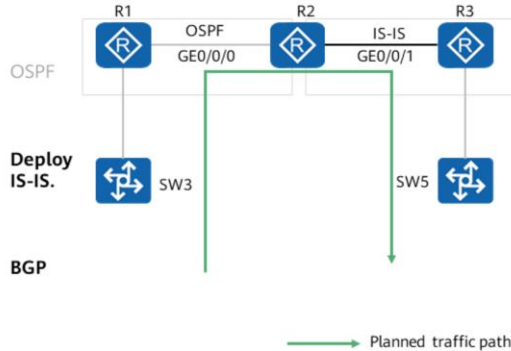 R1
R2
R3
OSPF
IS-IS
GE0/0/0
GE0/0/1
OSPF
Deploy
IS-IS.
SW3
SW5
BGP
Planned traffic path